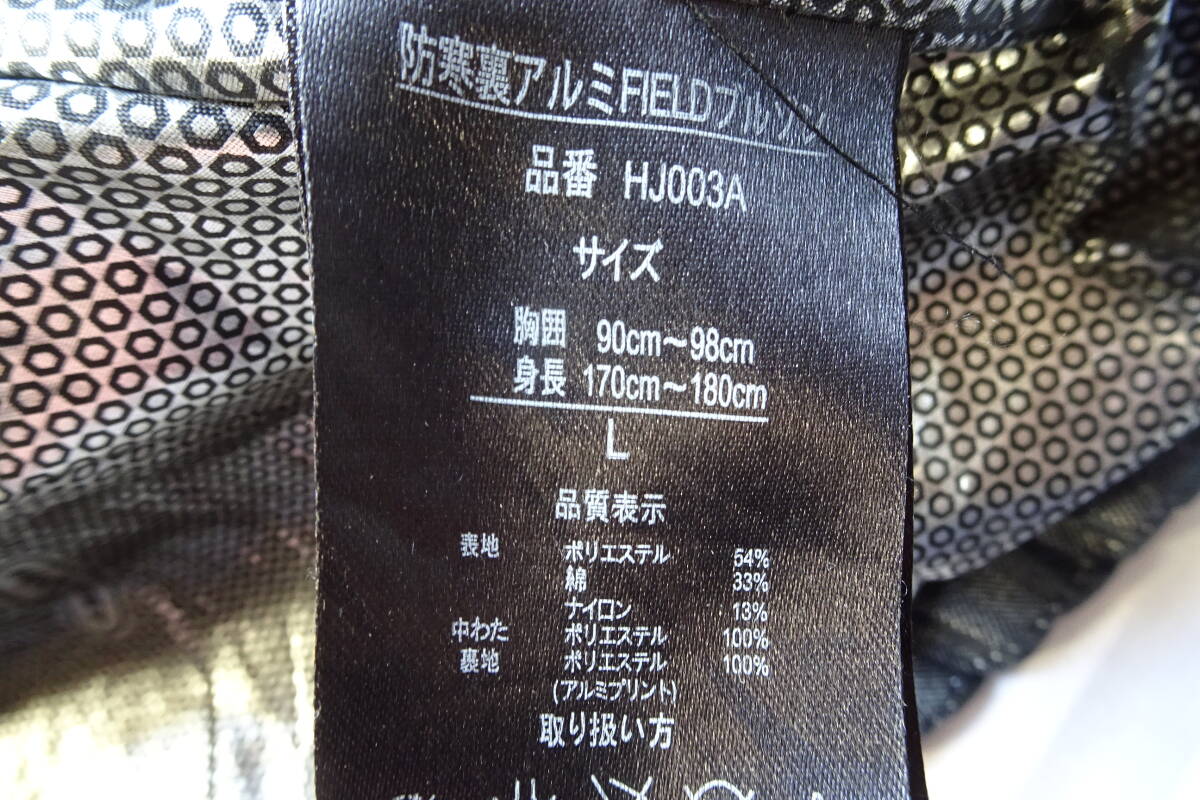 防寒裏アルミFIELDブルゾン
品番 HJ003A
サイズ
胸囲 90cm～98cm
身長 170cm～180cm
L
品質表示
表地 ポリエステル 54%
綿 33%
ナイロン 13%
中わた ポリエステル 100%
裏地 ポリエステル 100%
(アルミプリント)
取り扱い方